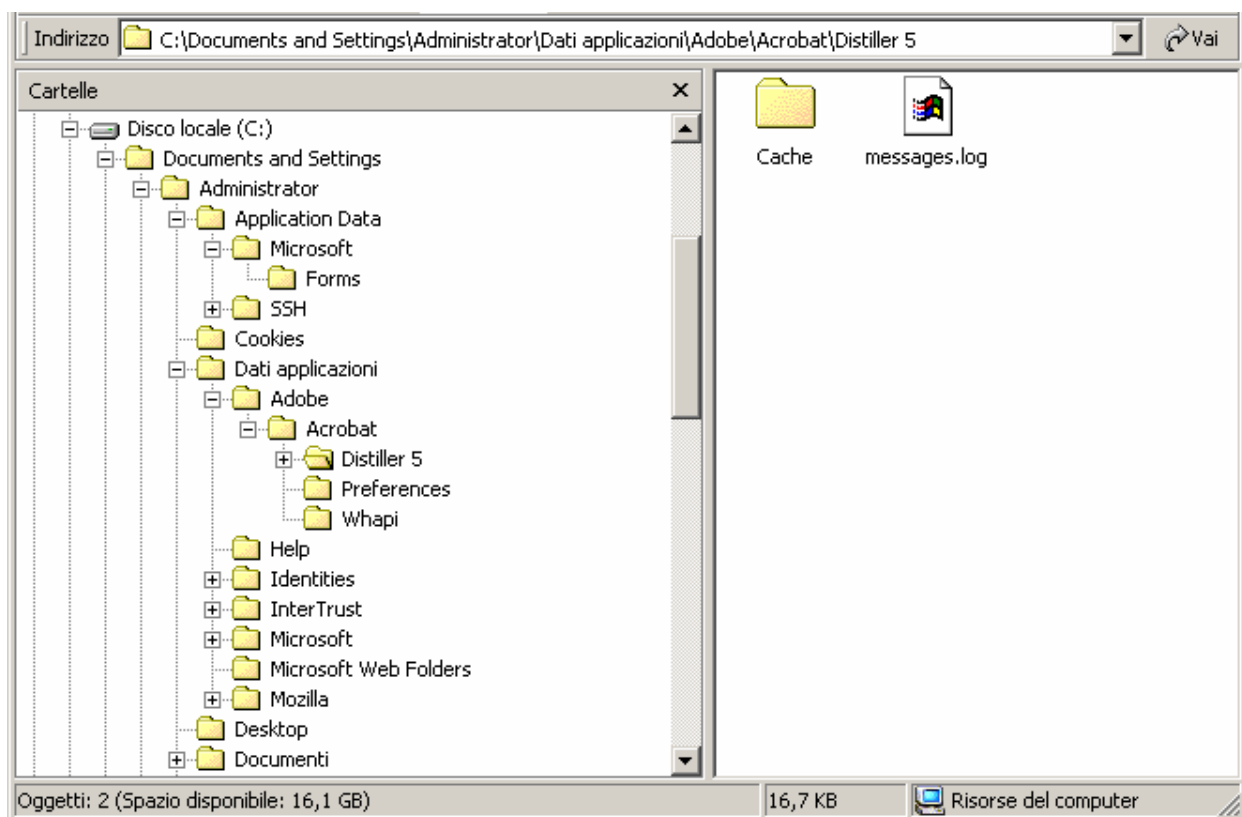 Indirizzo C:\Documents and Settings\Administrator\Dati applicazioni\Adobe\Acrobat\Distiller 5 Vai
Cartelle
Disco locale (C:)
Documents and Settings
Administrator
Application Data
Microsoft
Forms
SSH
Cookies
Dati applicazioni
Adobe
Acrobat
Distiller 5
Preferences
Whapi
Help
Identities
InterTrust
Microsoft
Microsoft Web Folders
Mozilla
Desktop
Documenti
Cache messages.log
Oggetti: 2 (Spazio disponibile: 16,1 GB) 16,7 KB Risorse del computer